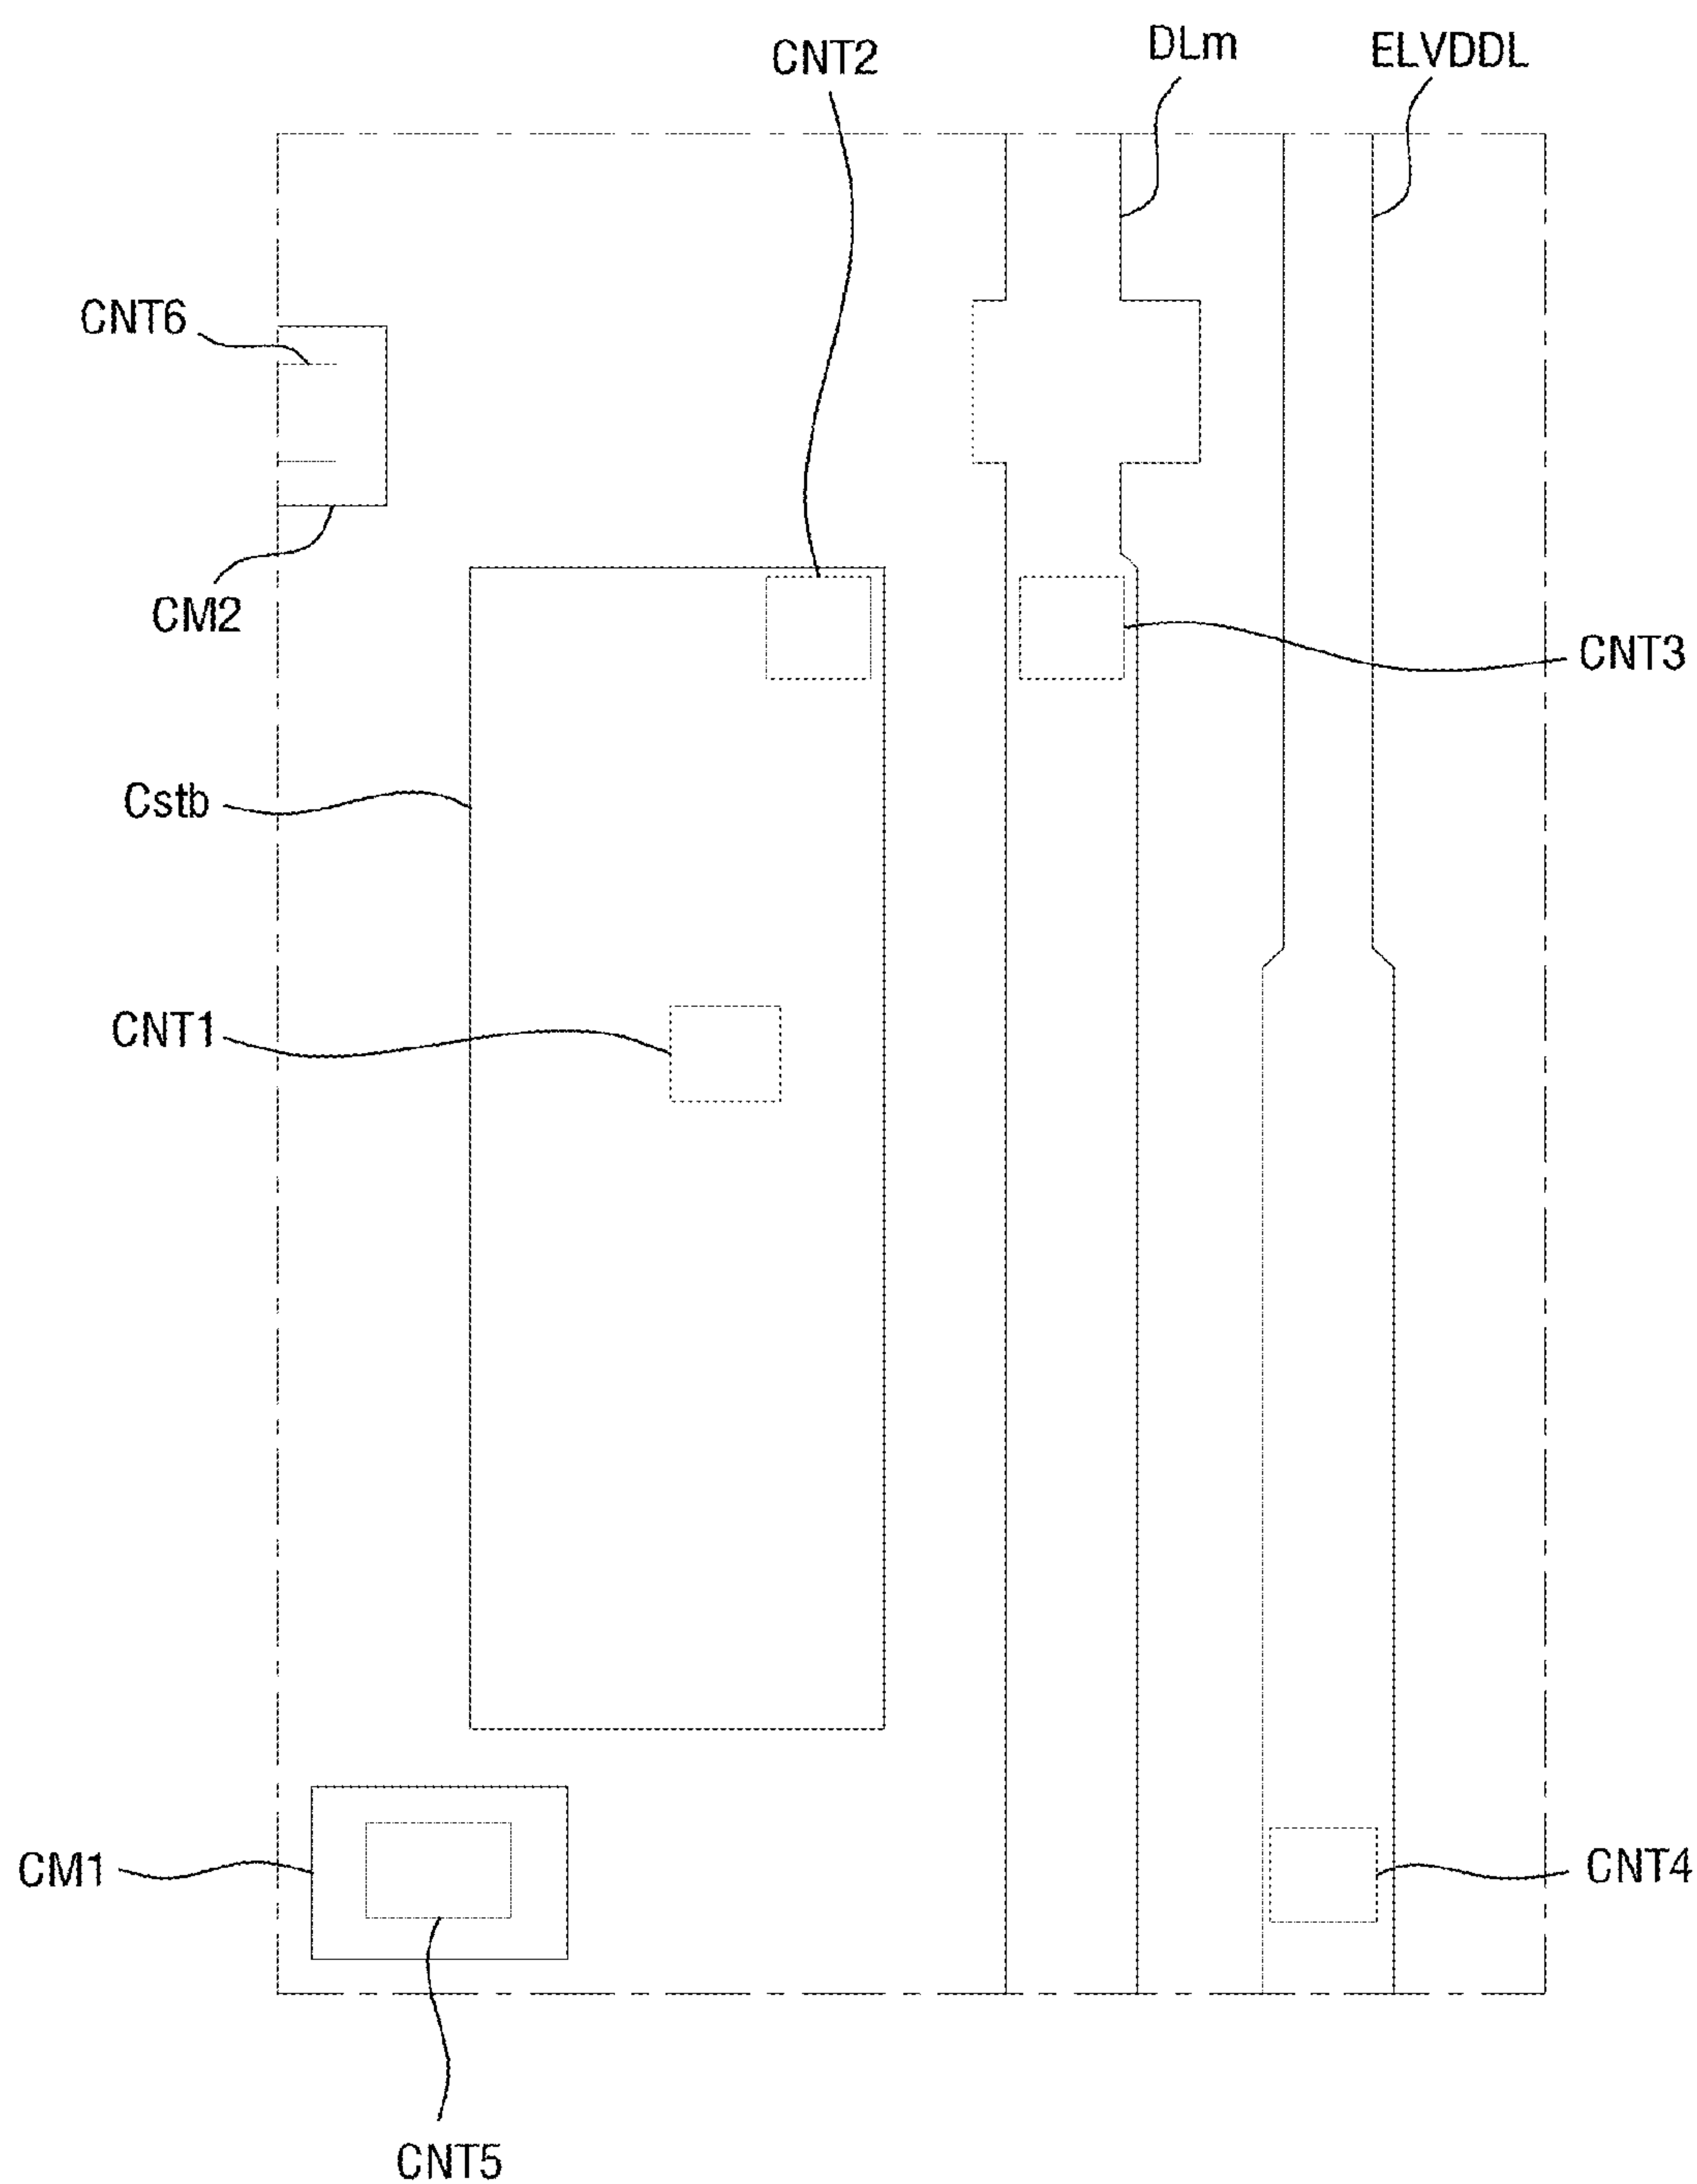 DLm
ELVDDL
CNT2
CNT6
CM2
CNT3
Cstb
CNT1
CM1
CNT4
CNT5